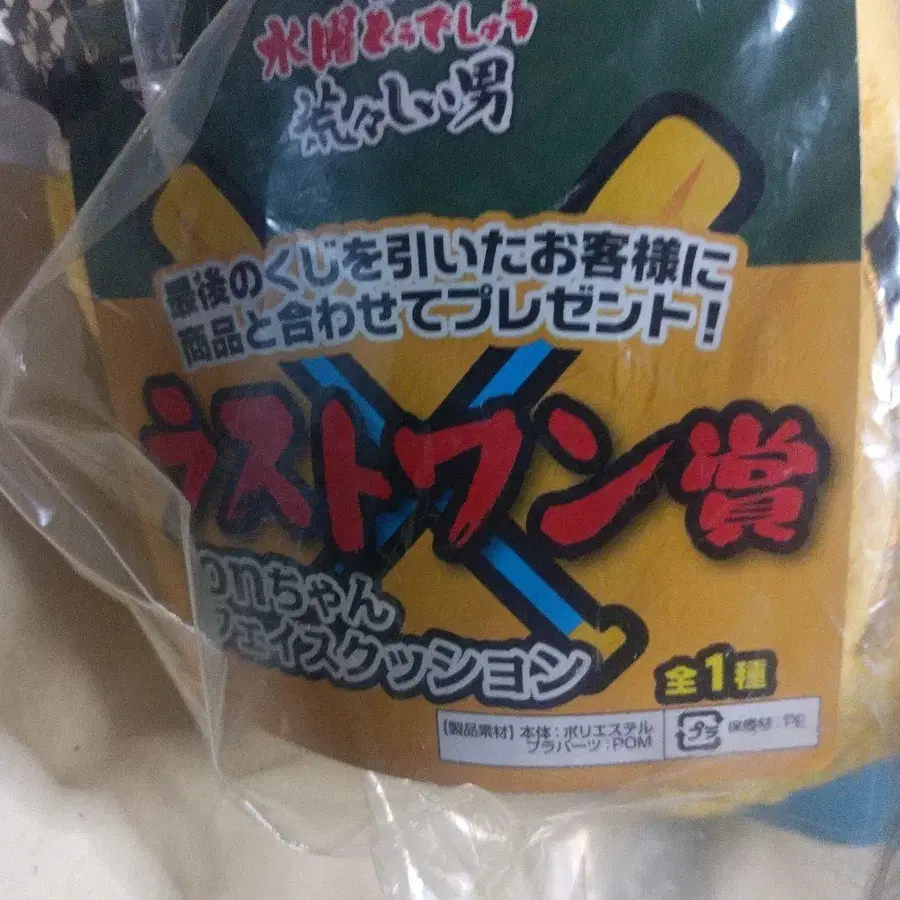 水曜どうでしょう
荒々しい男
最後のくじを引いたお客様に
商品と合わせてプレゼント!
ラストワン賞
onちゃん
フェイスクッション
全1種
【製品素材】本体:ポリエステル
プラパーツ:POM
プラ 保護材:PE